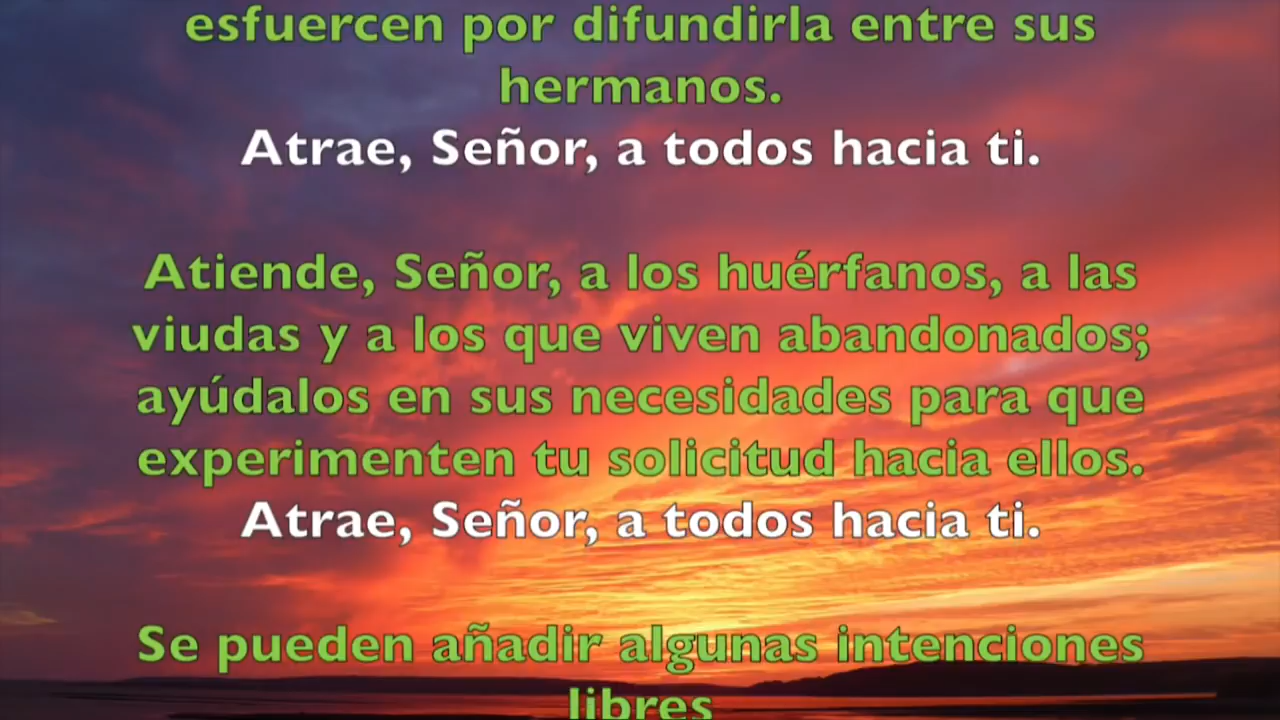 esfuercen por difundirla entre sus
hermanos.
Atrae, Señor, a todos hacia ti.
Atiende, Señor, a los huérfanos, a las
viudas y a los que viven abandonados;
ayúdalos en sus necesidades para que
experimenten tu solicitud hacia ellos.
Atrae, Señor, a todos hacia ti.
Se pueden añadir algunas intenciones
libres